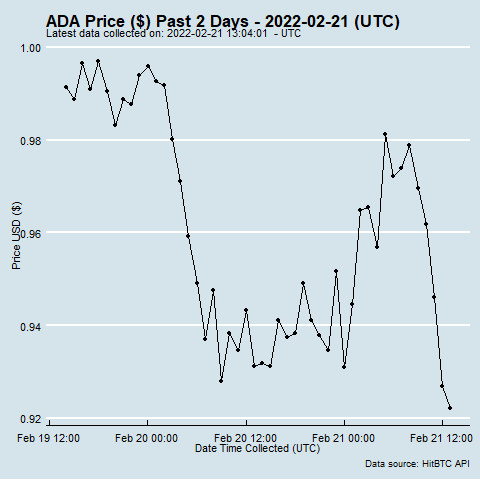 ADA Price ($) Past 2 Days - 2022-02-21 (UTC)
Latest data collected on: 2022-02-21 13:04:01 - UTC
1.00
0.98
0.96
0.94
0.92
Price USD ($)
Feb 19 12:00 Feb 20 00:00 Feb 20 12:00 Feb 21 00:00 Feb 21 12:00
Date Time Collected (UTC)
Data source: HitBTC API